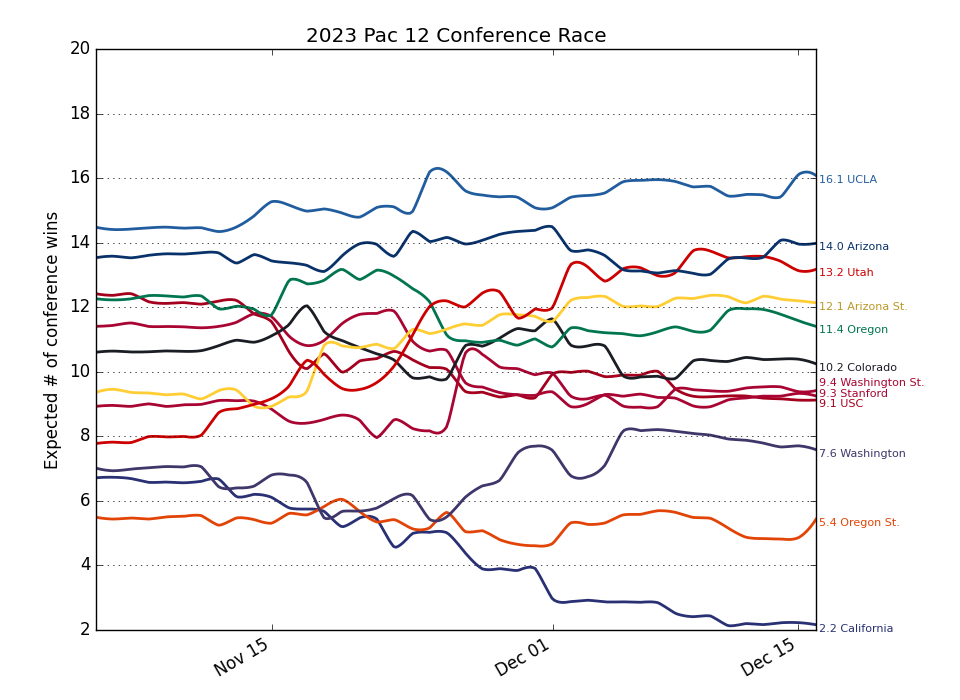 2023 Pac 12 Conference Race
Expected # of conference wins
20
18
16
14
12
10
8
6
4
2
16.1 UCLA
14.0 Arizona
13.2 Utah
12.1 Arizona St.
11.4 Oregon
10.2 Colorado
9.4 Washington St.
9.3 Stanford
9.1 USC
7.6 Washington
5.4 Oregon St.
2.2 California
Nov 15
Dec 01
Dec 15